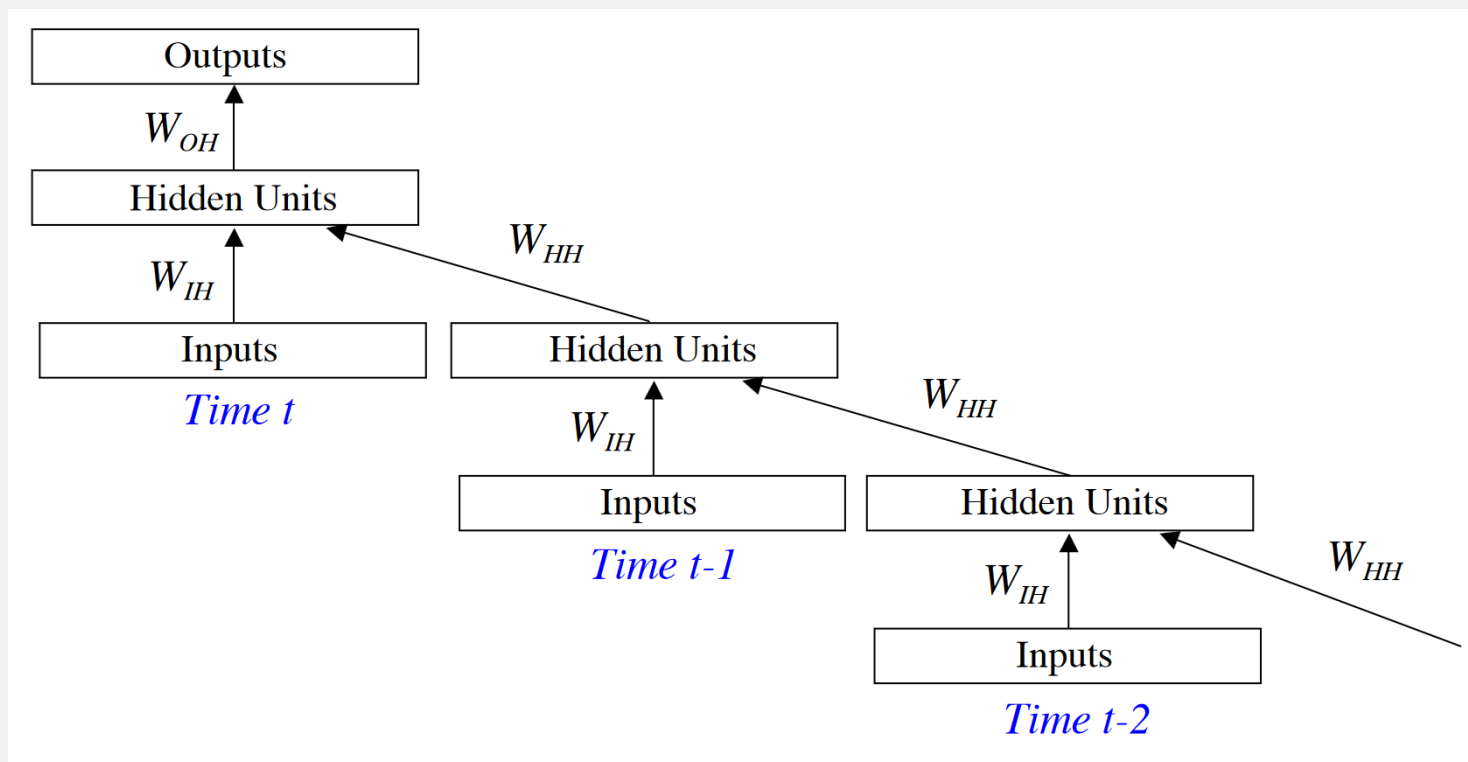 Outputs
W_OH
Hidden Units
W_HH
W_IH
Inputs
Hidden Units
Time t
W_HH
W_IH
Inputs
Hidden Units
Time t-1
W_HH
W_IH
Inputs
Time t-2